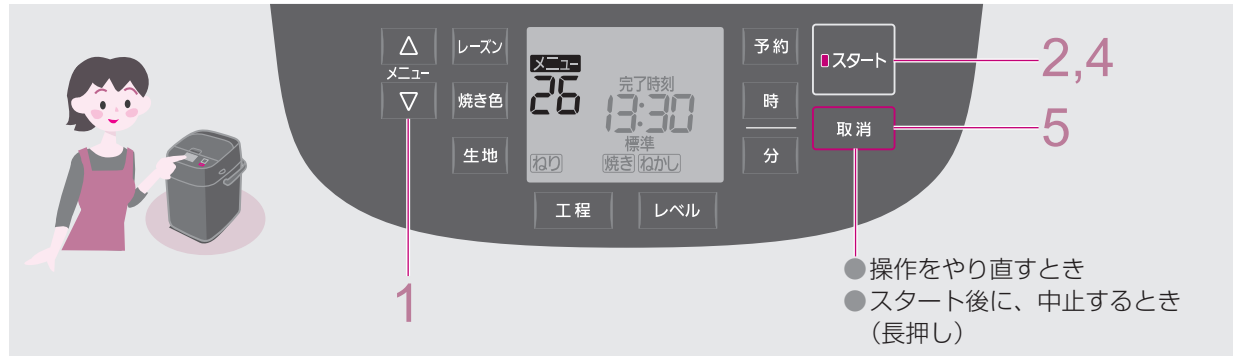 △
メニュー
▽
レーズン
焼き色
生地
メニュー
26
完了時刻
13:30
標準
ねり
焼き ねかし
予約
時
分
スタート
取消
工程
レベル
1
2,4
5
●操作をやり直すとき
●スタート後に、中止するとき
(長押し)